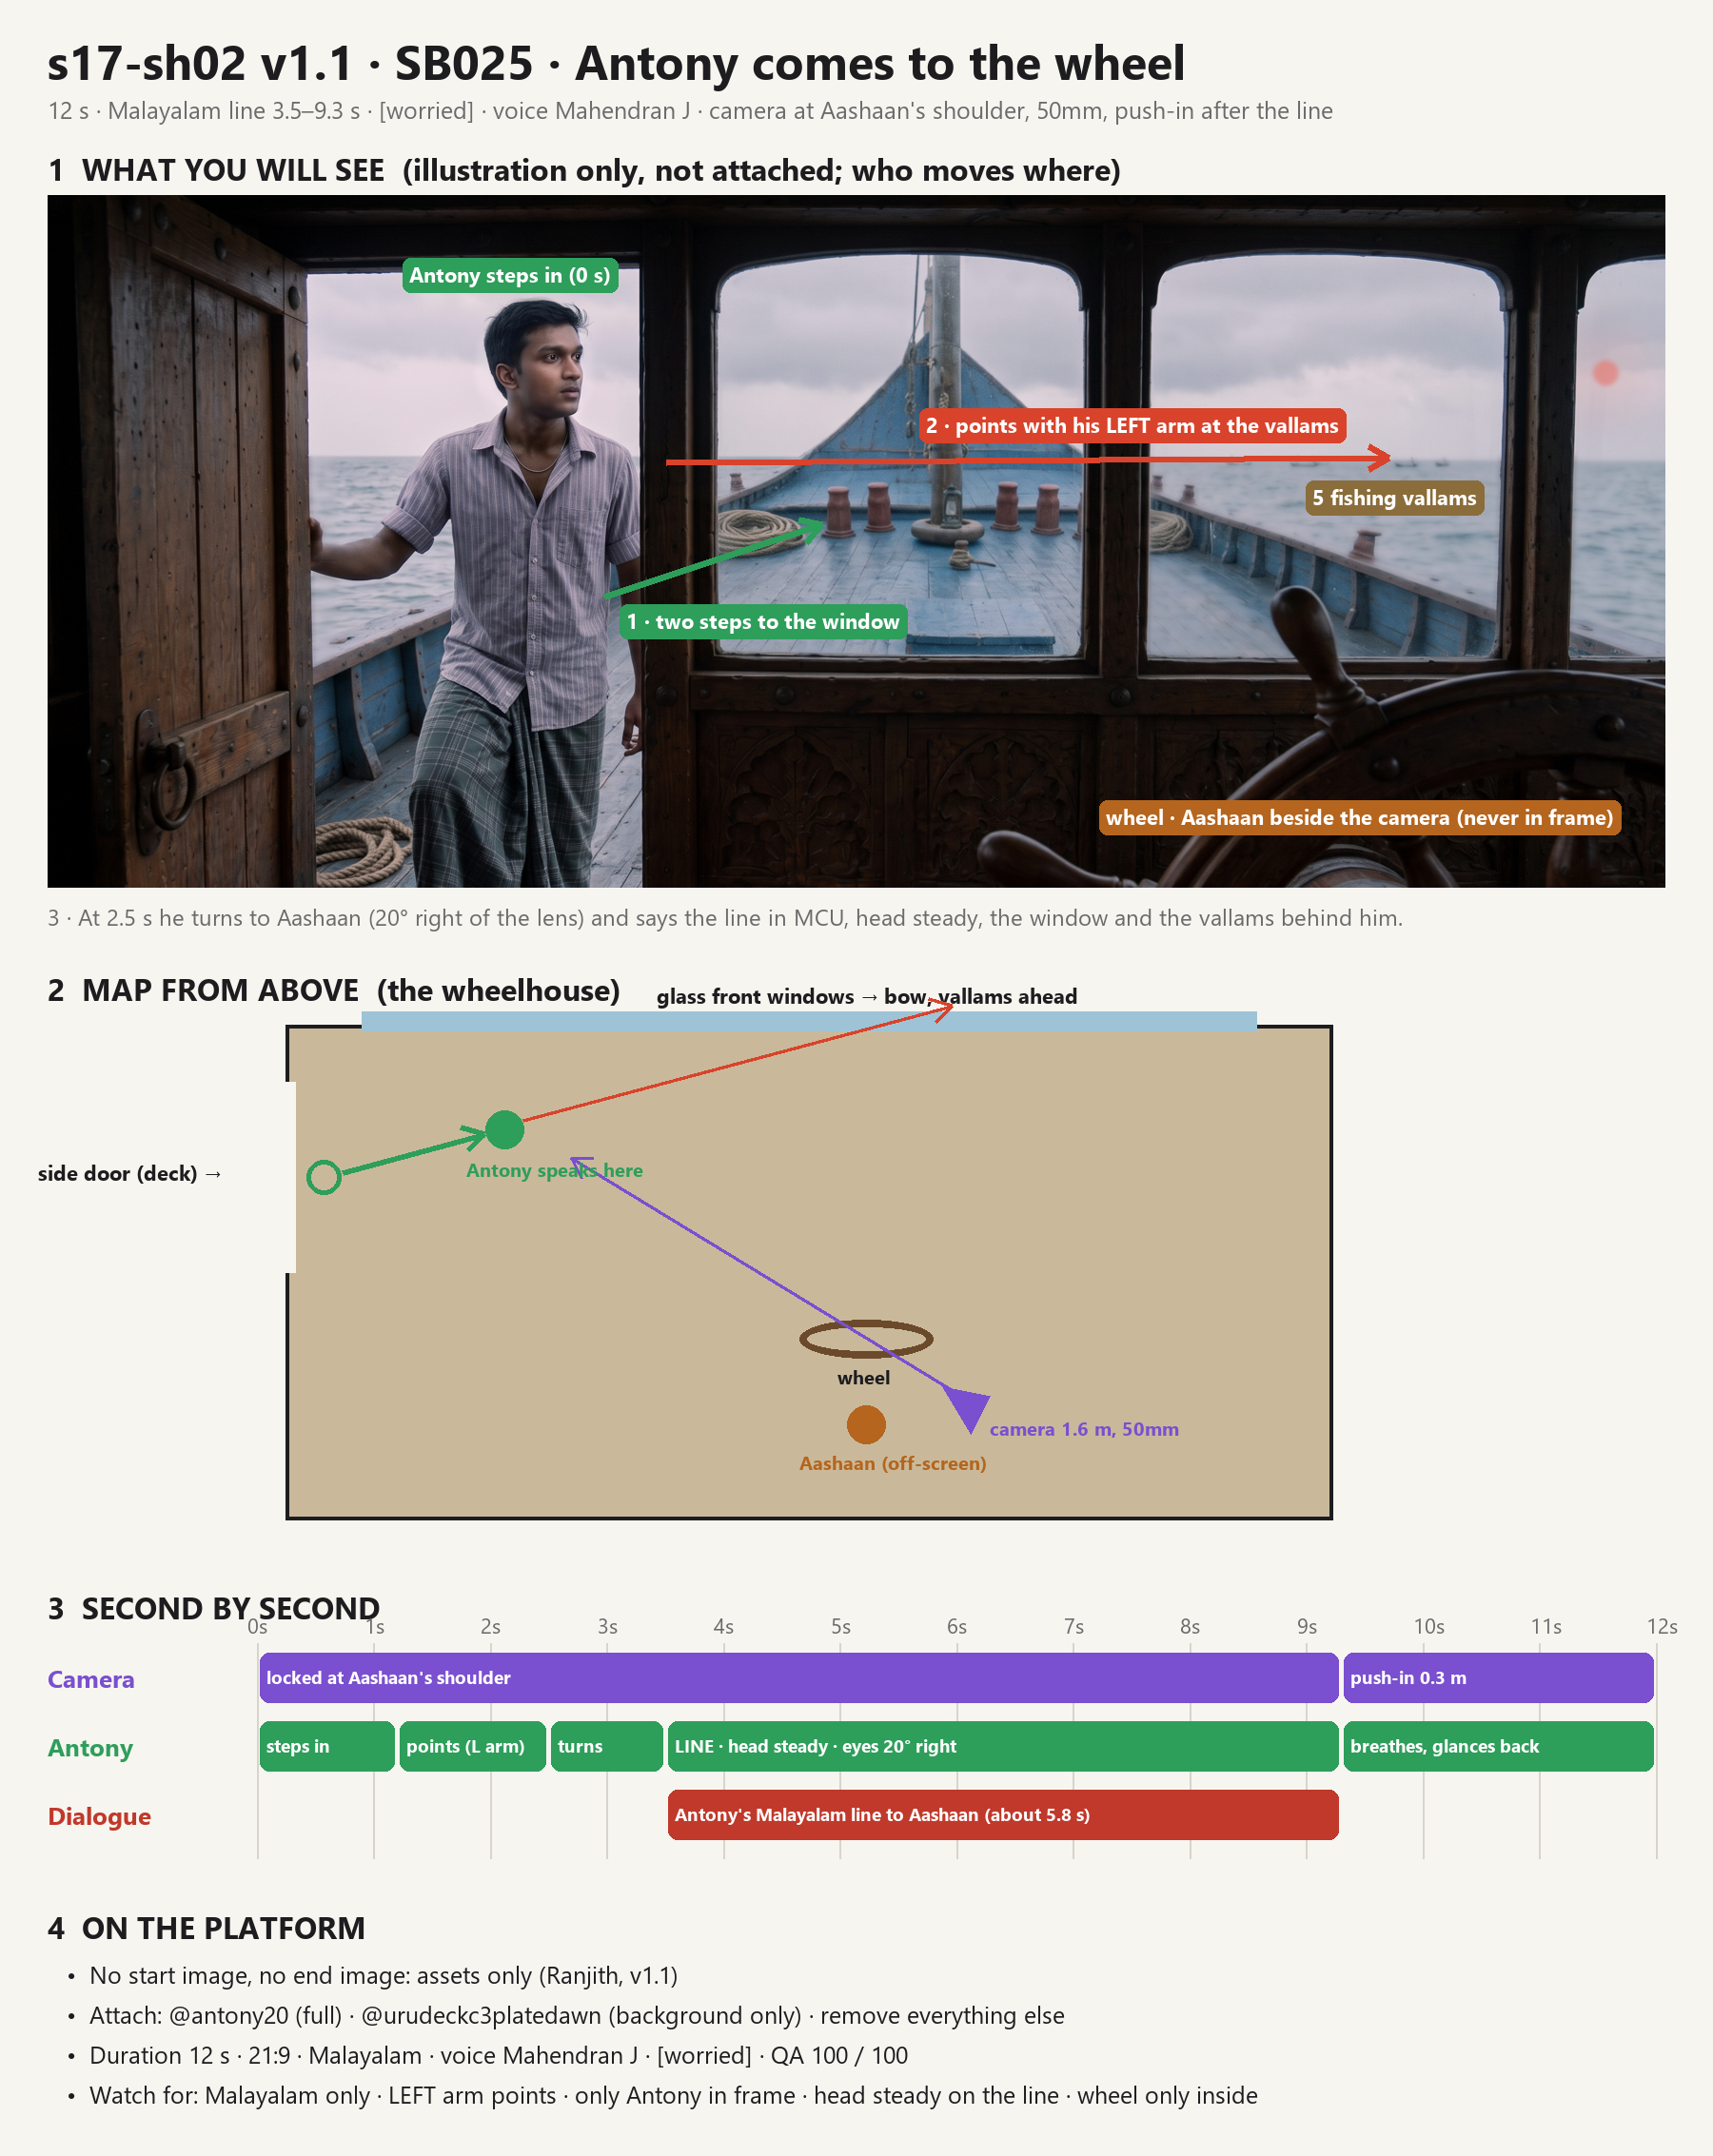 s17-sh02 v1.1 · SB025 · Antony comes to the wheel
12 s · Malayalam line 3.5–9.3 s · [worried] · voice Mahendran J · camera at Aashaan's shoulder, 50mm, push-in after the line
1 WHAT YOU WILL SEE (illustration only, not attached; who moves where)
Antony steps in (0 s)
2 · points with his LEFT arm at the vallams
5 fishing vallams
1 · two steps to the window
wheel · Aashaan beside the camera (never in frame)
3 · At 2.5 s he turns to Aashaan (20° right of the lens) and says the line in MCU, head steady, the window and the vallams behind him.
2 MAP FROM ABOVE (the wheelhouse)
glass front windows → bow, vallams ahead
side door (deck) →
Antony speaks here
wheel
camera 1.6 m, 50mm
Aashaan (off-screen)
3 SECOND BY SECOND
0s 1s 2s 3s 4s 5s 6s 7s 8s 9s 10s 11s 12s
Camera
locked at Aashaan's shoulder
push-in 0.3 m
Antony
steps in
points (L arm)
turns
LINE · head steady · eyes 20° right
breathes, glances back
Dialogue
Antony's Malayalam line to Aashaan (about 5.8 s)
4 ON THE PLATFORM
• No start image, no end image: assets only (Ranjith, v1.1)
• Attach: @antony20 (full) · @urudeckc3platedawn (background only) · remove everything else
• Duration 12 s · 21:9 · Malayalam · voice Mahendran J · [worried] · QA 100 / 100
• Watch for: Malayalam only · LEFT arm points · only Antony in frame · head steady on the line · wheel only inside